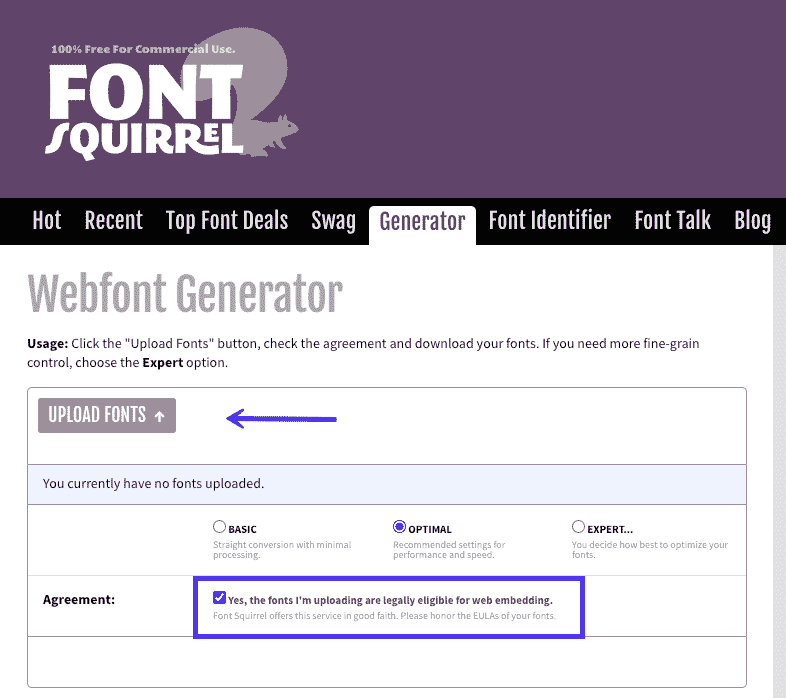 100% Free For Commercial Use.
FONT
SQUIRREL
Hot Recent Top Font Deals Swag Generator Font Identifier Font Talk Blog
Webfont Generator
Usage: Click the "Upload Fonts" button, check the agreement and download your fonts. If you need more fine-grain
control, choose the Expert option.
UPLOAD FONTS ↑
You currently have no fonts uploaded.
BASIC OPTIMAL EXPERT...
Straight conversion with minimal Recommended settings for You decide how best to optimize your
processing. performance and speed. fonts.
Agreement: Yes, the fonts I'm uploading are legally eligible for web embedding.
Font Squirrel offers this service in good faith. Please honor the EULAs of your fonts.